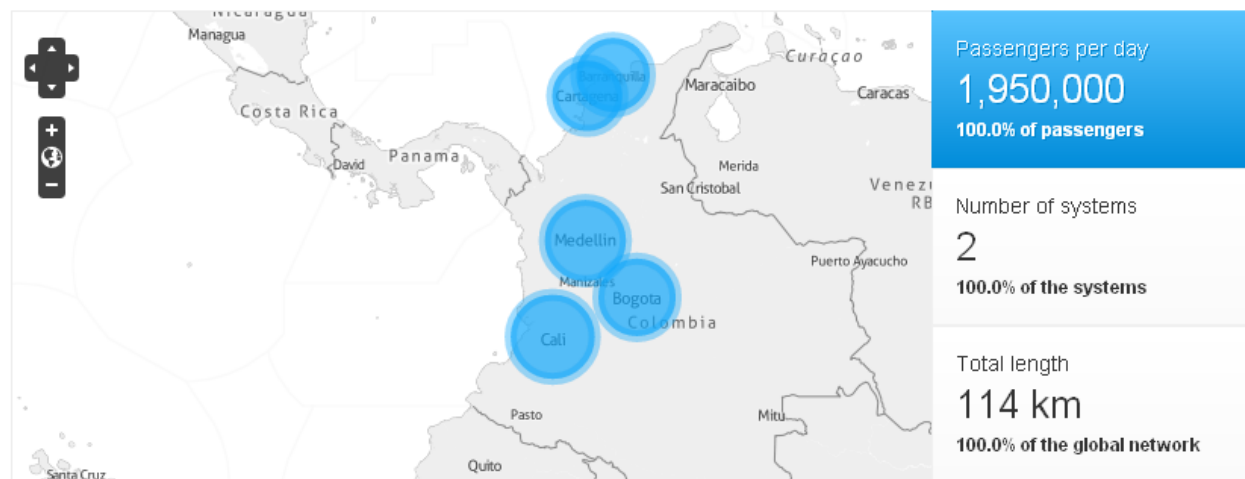 Nicaragua
Managua
Costa Rica
David
Panama
Barranquilla
Cartagena
Maracaibo
Curaçao
Caracas
Merida
San Cristobal
Venezu
RB
Medellin
Manizales
Bogota
Colombia
Cali
Puerto Ayacucho
Pasto
Mitu
Quito
Santa Cruz
+
−
Passengers per day
1,950,000
100.0% of passengers
Number of systems
2
100.0% of the systems
Total length
114 km
100.0% of the global network